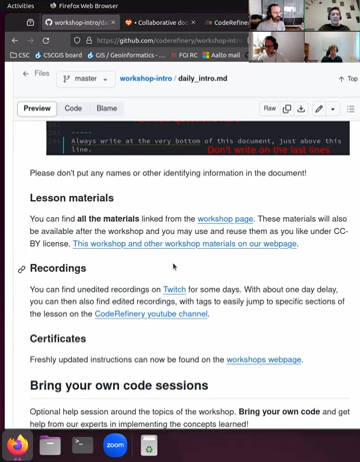 Activities
Firefox Web Browser
workshop-intro/da
Collaborative doc
CodeRefinery
https://github.com/coderefinery/workshop-intro
CSC
CSCGIS board
GIS / Geoinformatics -
FGI RC
Aalto mail
Files
Top
master
workshop-intro/daily_intro.md
Preview
Code
Blame
Raw
-----
Always write at the very bottom of this document, just above this
line.
Don't write on the last lines
Please don't put any names or other identifying information in the document!
Lesson materials
You can find all the materials linked from the workshop page. These materials will also
be available after the workshop and you may use and reuse them as you like under CC-
BY license. This workshop and other workshop materials on our webpage.
Recordings
You can find unedited recordings on Twitch for some days. With about one day delay,
you can then also find edited recordings, with tags to easily jump to specific sections of
the lesson on the CodeRefinery youtube channel.
Certificates
Freshly updated instructions can now be found on the workshops webpage.
Bring your own code sessions
Optional help session around the topics of the workshop. Bring your own code and get
help from our experts in implementing the concepts learned!
zoom